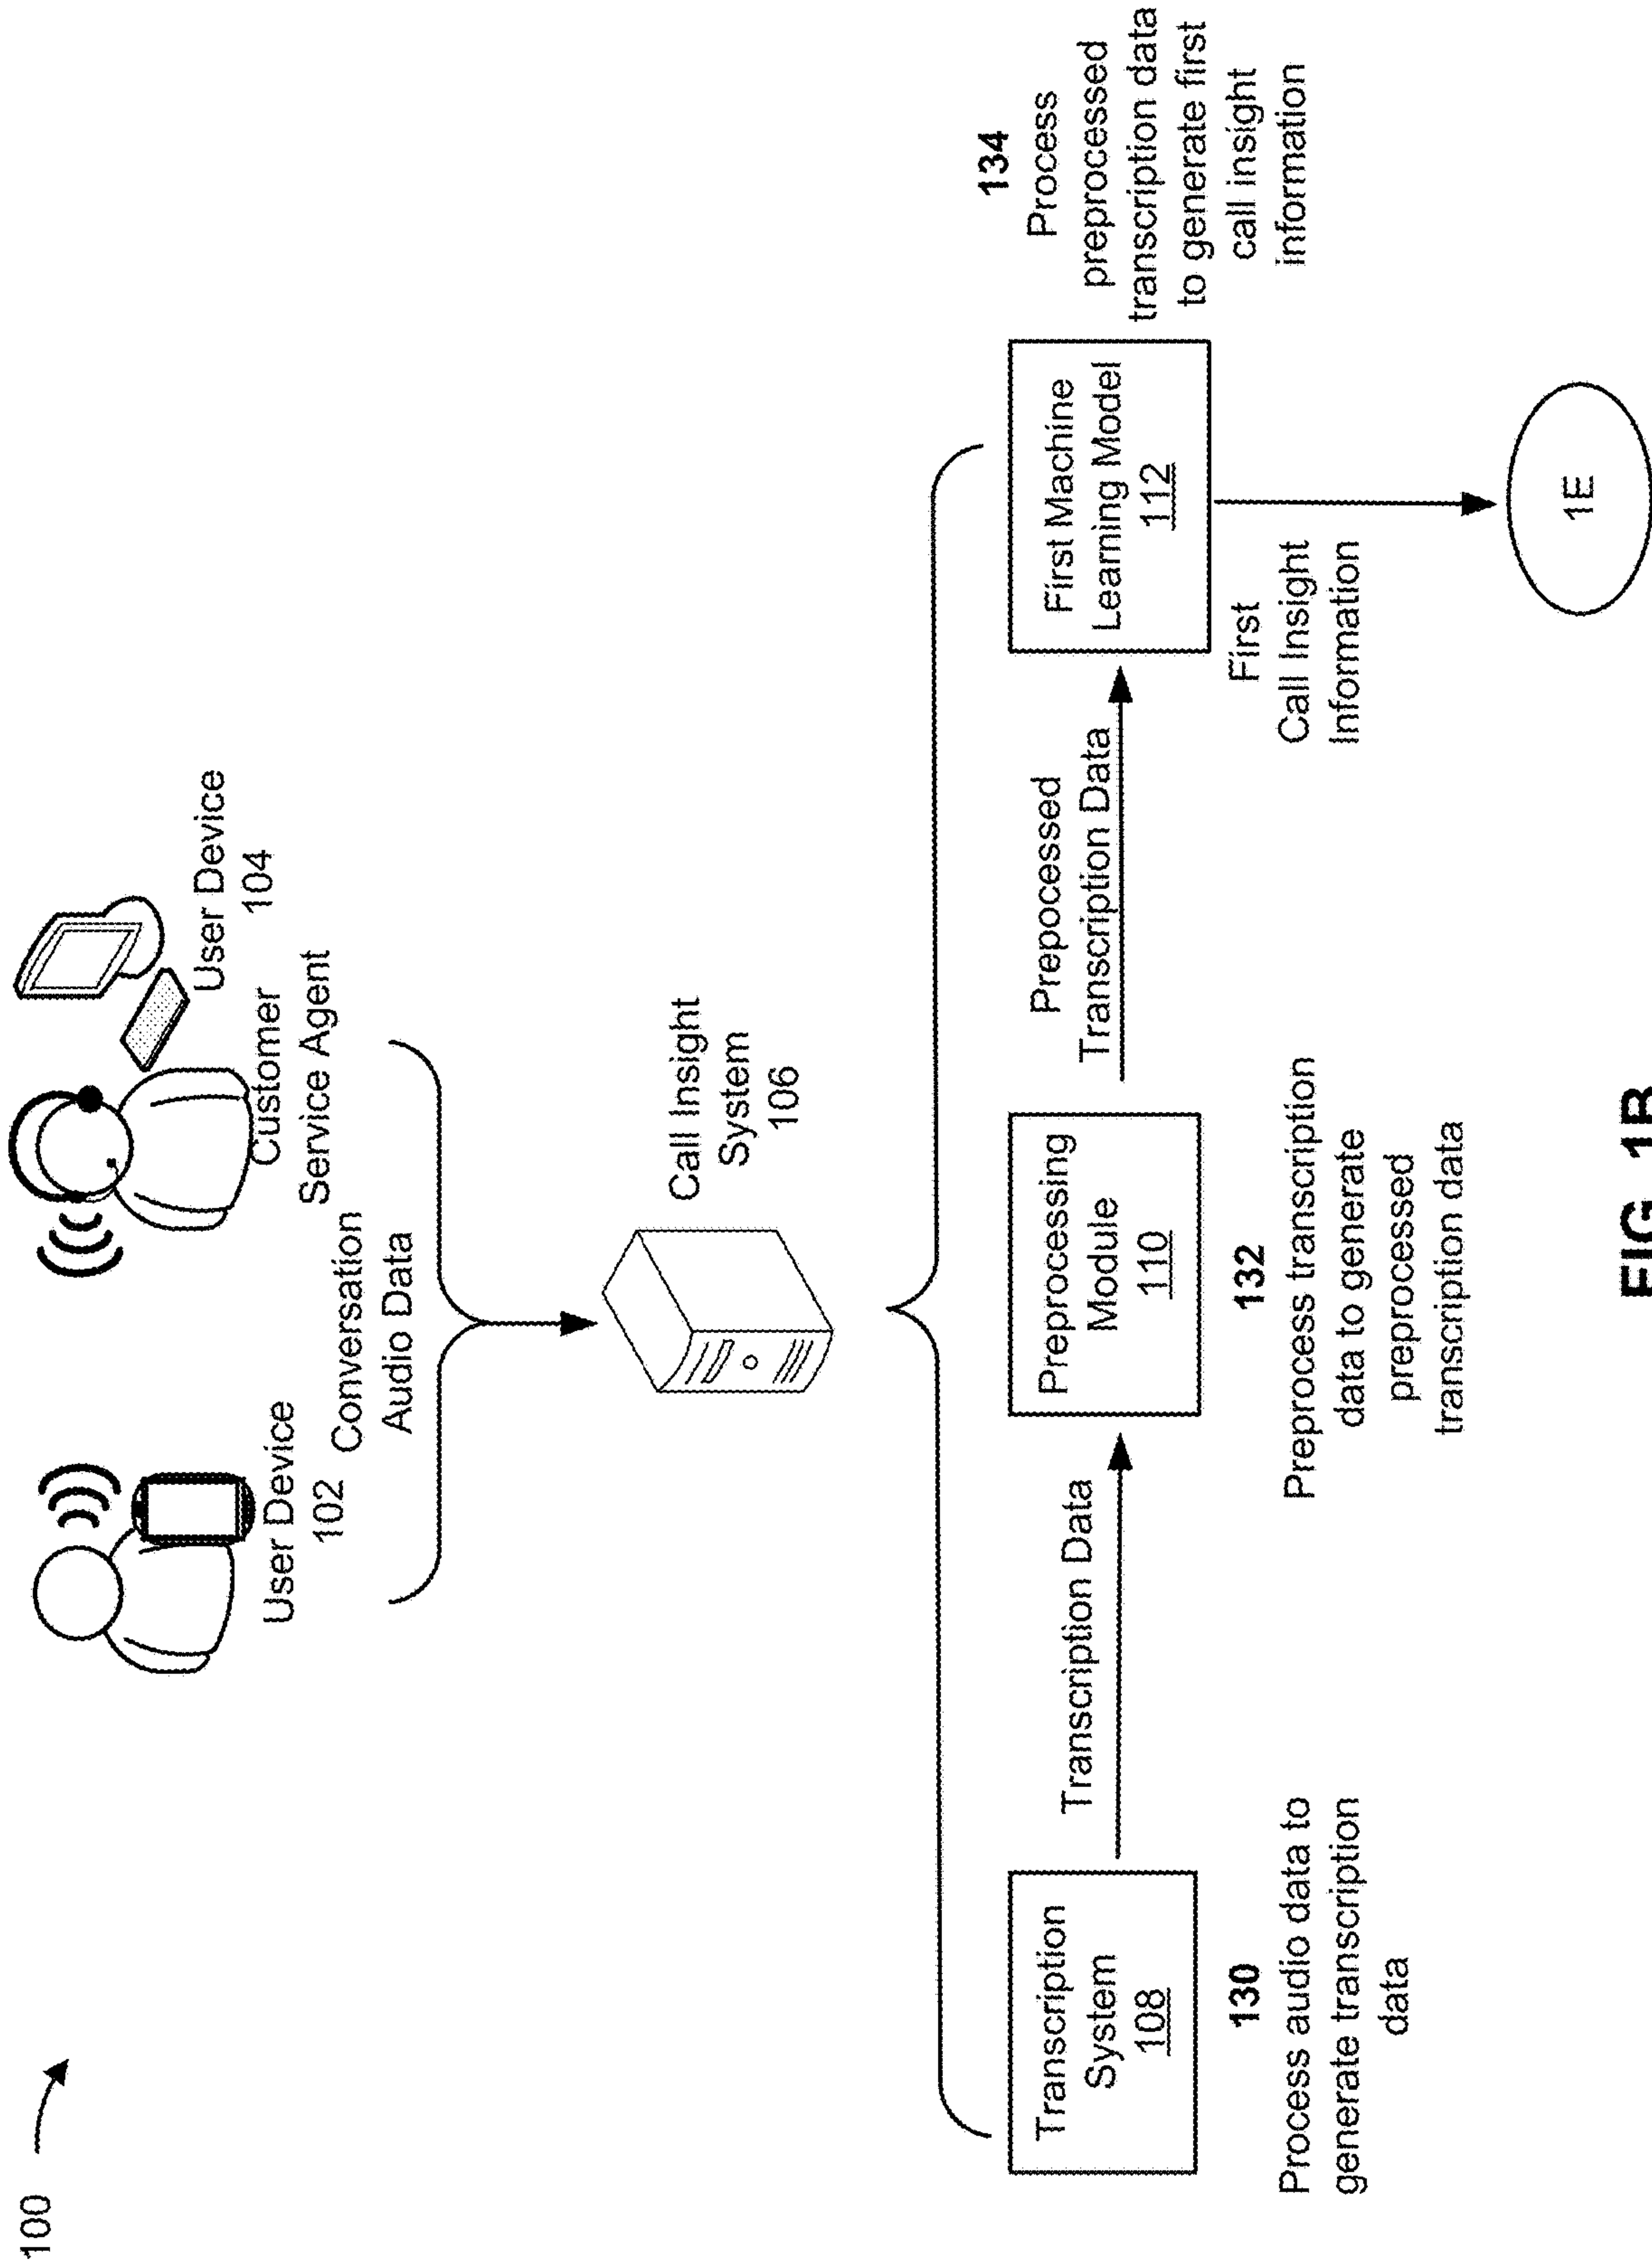 100
User Device
102
Customer
Service Agent
User Device
104
Conversation
Audio Data
Call Insight
System
106
Transcription
System
108
130
Process audio data to
generate transcription
data
Transcription Data
Preprocessing
Module
110
132
Preprocess transcription
data to generate
preprocessed
transcription data
Prepocessed
Transcription Data
First Machine
Learning Model
112
134
Process
preprocessed
transcription data
to generate first
call insight
information
First
Call Insight
Information
1E
FIG. 1B